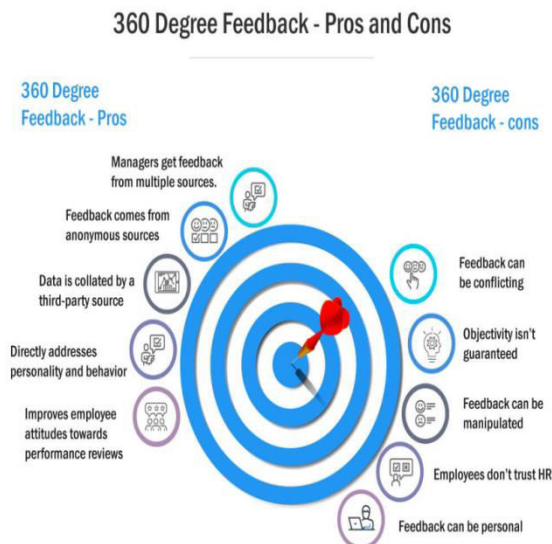 360 Degree Feedback - Pros and Cons
360 Degree
Feedback - Pros
Managers get feedback
from multiple sources.
Feedback comes from
anonymous sources
Data is collated by a
third-party source
Directly addresses
personality and behavior
Improves employee
attitudes towards
performance reviews
360 Degree
Feedback - cons
Feedback can
be conflicting
Objectivity isn't
guaranteed
Feedback can be
manipulated
Employees don't trust HR
Feedback can be personal